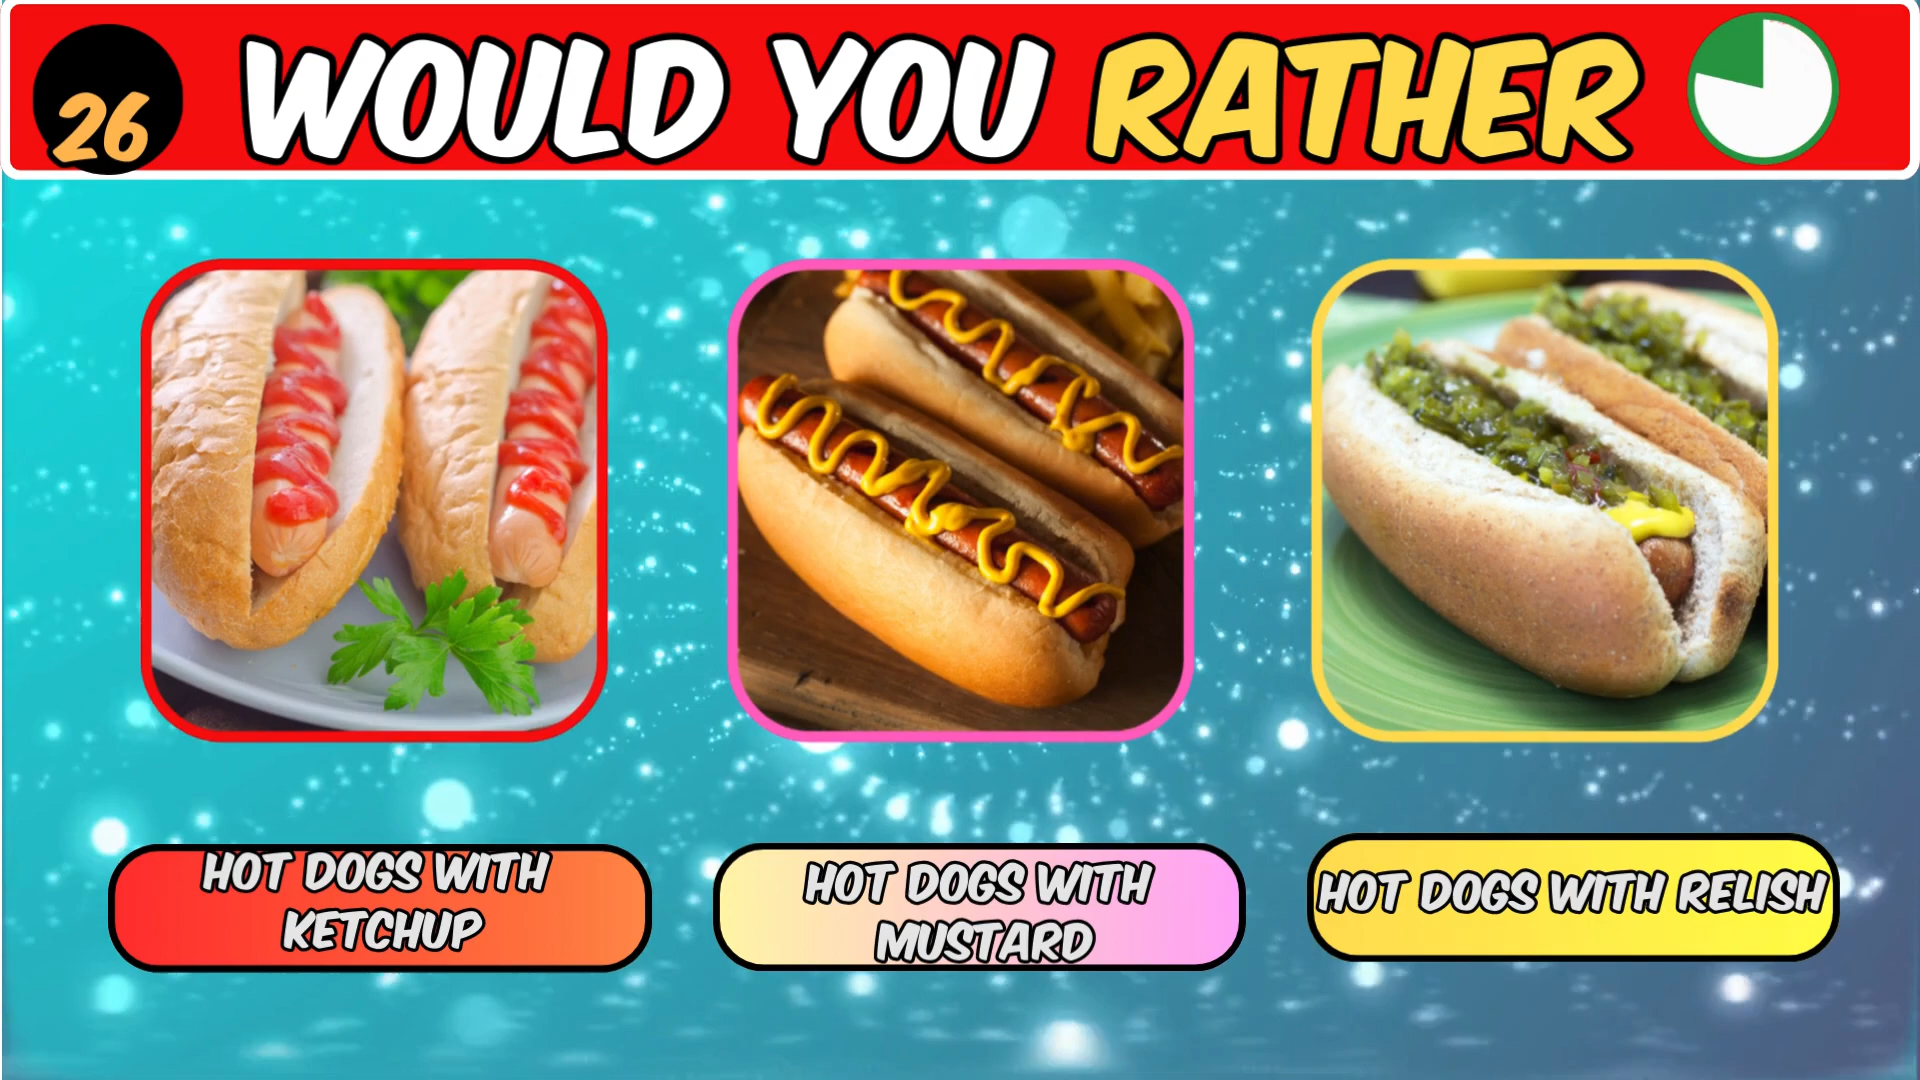 26
WOULD YOU RATHER
HOT DOGS WITH
KETCHUP
HOT DOGS WITH
MUSTARD
HOT DOGS WITH RELISH